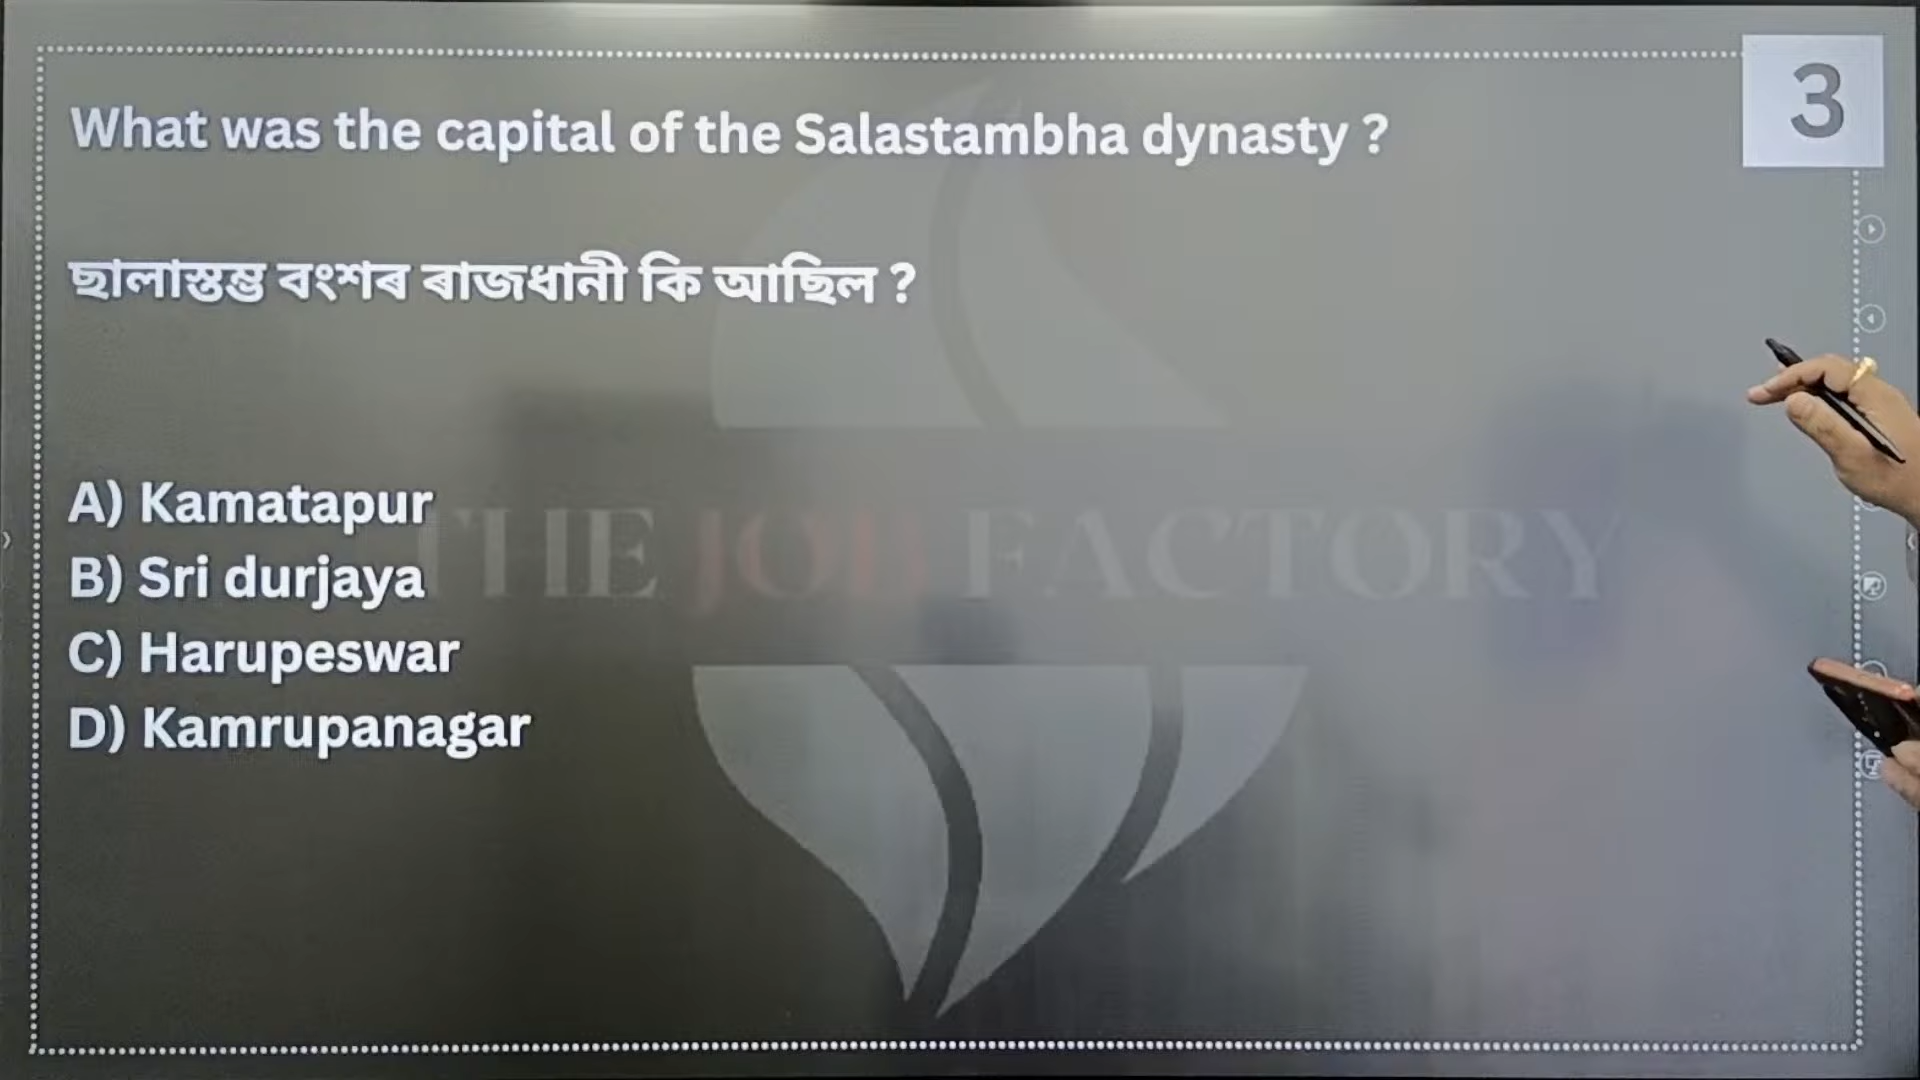 3
What was the capital of the Salastambha dynasty ?
ছালাস্তম্ভ বংশৰ ৰাজধানী কি আছিল ?
A) Kamatapur
B) Sri durjaya
C) Harupeswar
D) Kamrupanagar
THE JOB FACTORY